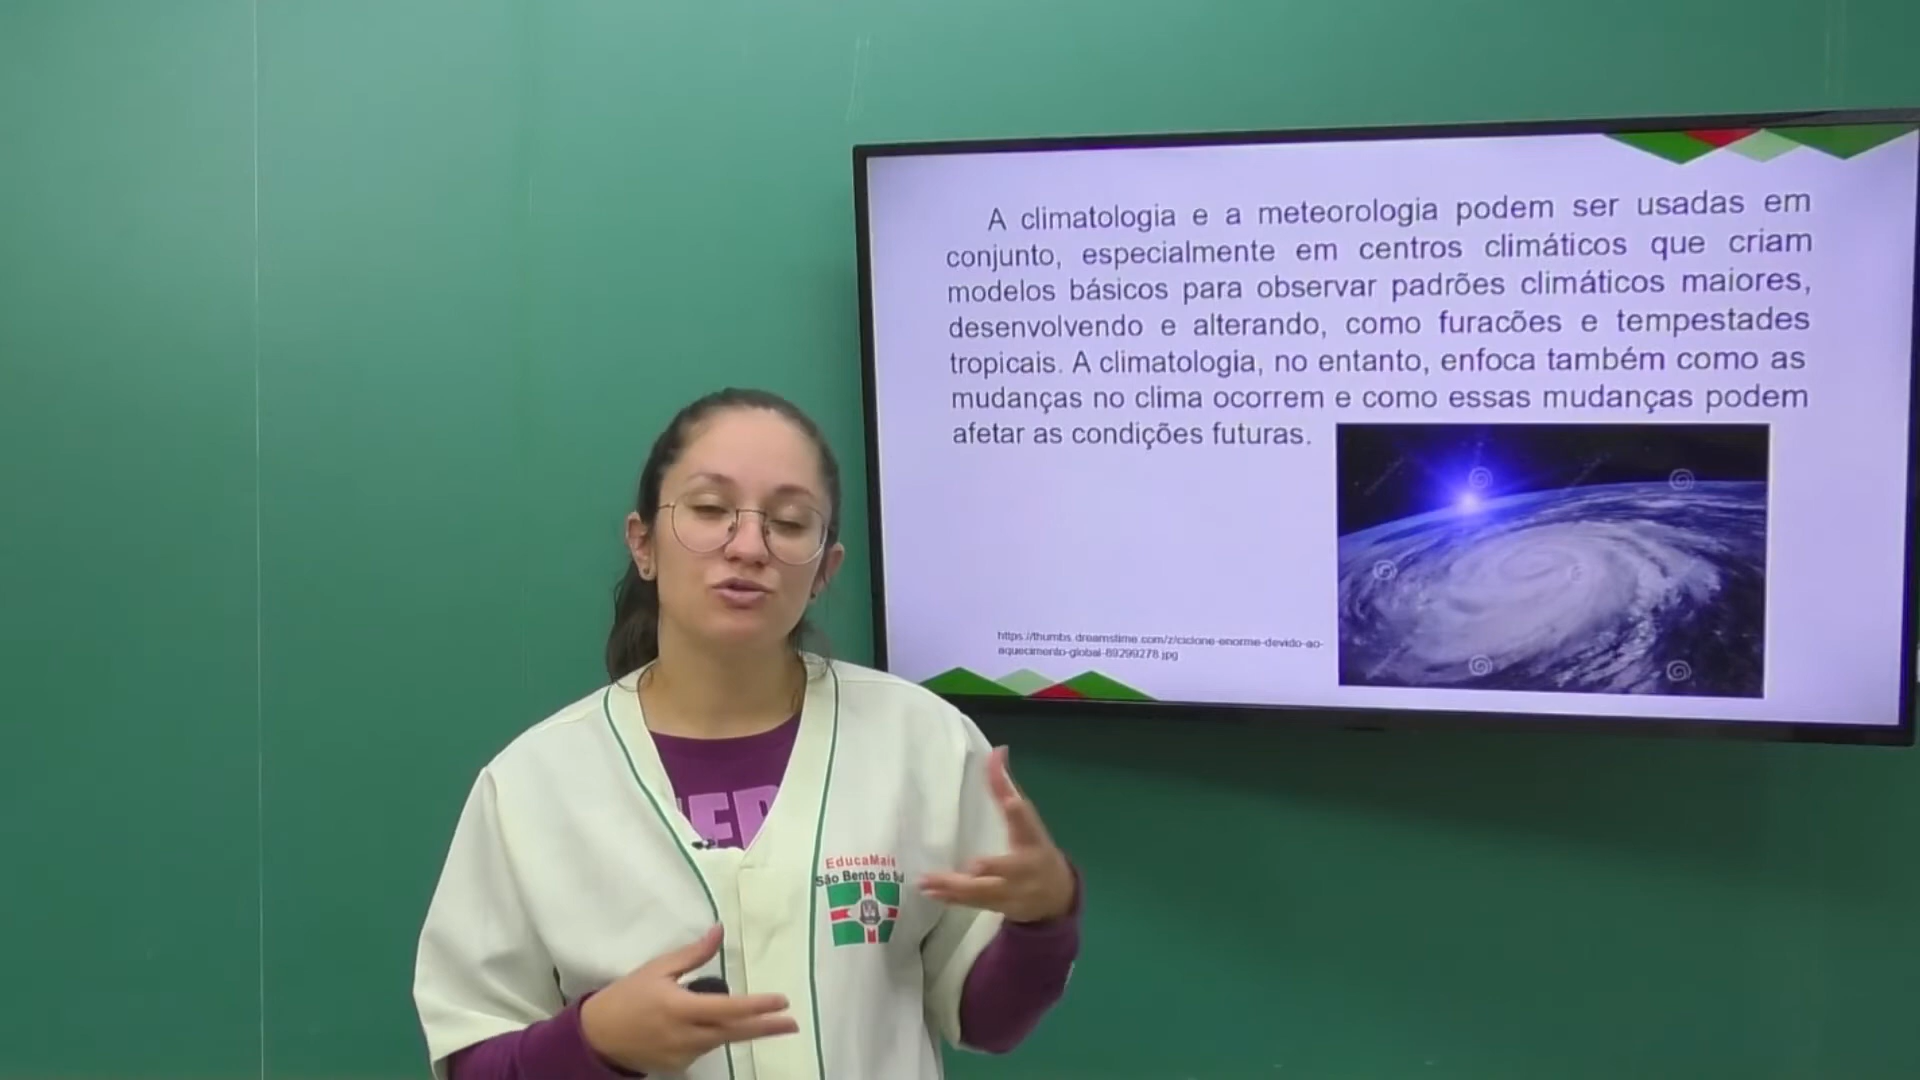 A climatologia e a meteorologia podem ser usadas em
conjunto, especialmente em centros climáticos que criam
modelos básicos para observar padrões climáticos maiores,
desenvolvendo e alterando, como furacões e tempestades
tropicais. A climatologia, no entanto, enfoca também como as
mudanças no clima ocorrem e como essas mudanças podem
afetar as condições futuras.
https://thumbs.dreamstime.com/z/ciclone-enorme-devido-ao-
aquecimento-global-89299278.jpg
EducaMais
São Bento do Sul